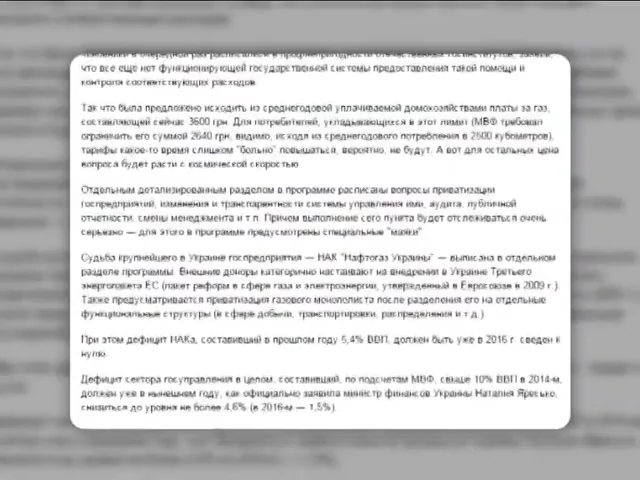 что все еще нет функционирующей государственной системы предоставления такой помощи и
контроля соответствующих расходов.
Так что была предложено исходить из среднегодовой уплачиваемой домохозяйствами платы за газ,
составляющей сейчас 3600 грн. Для потребителей, укладывающихся в этот лимит (МВФ требовал
ограничить его суммой 2640 грн, видимо, исходя из среднегодового потребления в 2500 кубометров),
тарифы какое-то время слишком "больно" повышаться, вероятно, не будут. А вот для остальных цена
вопроса будет расти с космической скоростью.
Отдельным детализированным разделом в программе расписаны вопросы приватизации
госпредприятий, изменения и транспарентности системы управления ими, аудита, публичной
отчетности, смены менеджмента и т.п. Причем выполнение сего пункта будет отслеживаться очень
серьезно — для этого в программе предусмотрены специальные "маяки".
Судьба крупнейшего в Украине госпредприятия — НАК "Нафтогаз Украины" — выписана в отдельном
разделе программы. Внешние доноры категорично настаивают на внедрении в Украине Третьего
энергопакета ЕС (пакет реформ в сфере газа и электроэнергии, утвержденный в Евросоюзе в 2009 г.).
Также предусматривается приватизация газового монополиста после разделения его на отдельные
функциональные структуры (в сфере добычи, транспортировки, распределения и т.д.).
При этом дефицит НАКа, составивший в прошлом году 5,4% ВВП, должен быть уже в 2016 г. сведен к
нулю.
Дефицит сектора госуправления в целом, составивший, по подсчетам МВФ, свыше 10% ВВП в 2014-м,
должен уже в нынешнем году, как официально заявила министр финансов Украины Наталия Яресько,
снизиться до уровня не более 4,6% (в 2016-м — 1,5%).